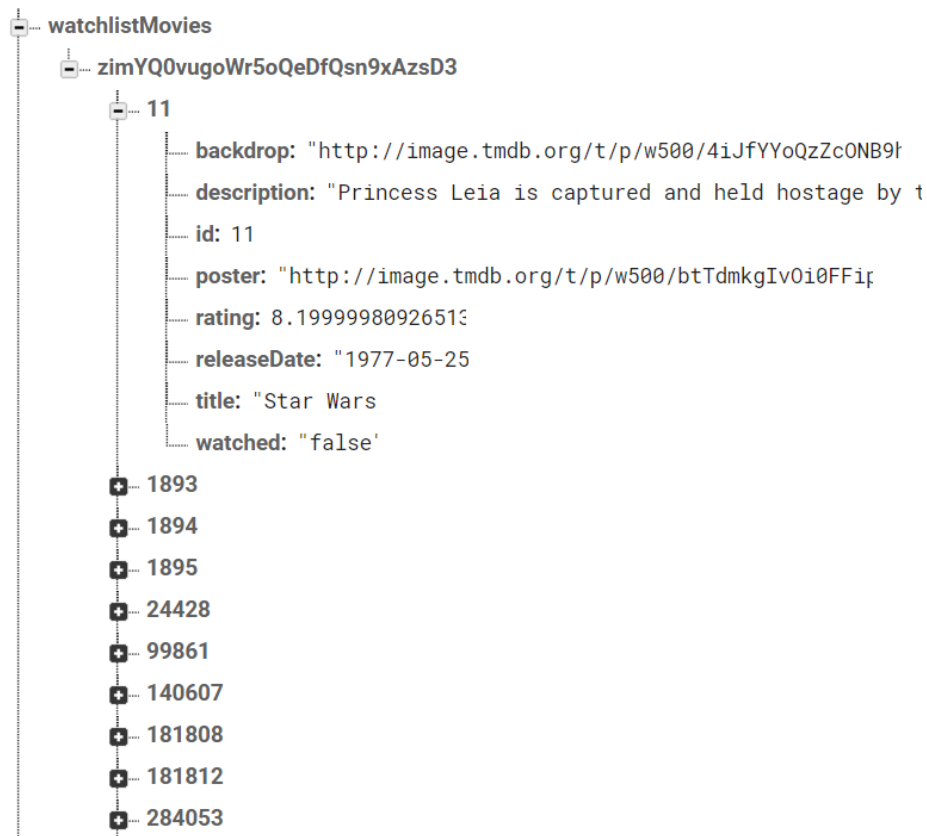 watchlistMovies
zimYQ0vugoWr5oQeDfQsn9xAzsD3
11
backdrop: "http://image.tmdb.org/t/p/w500/4iJfYYoQzZcONB9h
description: "Princess Leia is captured and held hostage by t
id: 11
poster: "http://image.tmdb.org/t/p/w500/btTdmkgIvOi0FFip
rating: 8.19999980926513
releaseDate: "1977-05-25
title: "Star Wars
watched: "false'
1893
1894
1895
24428
99861
140607
181808
181812
284053